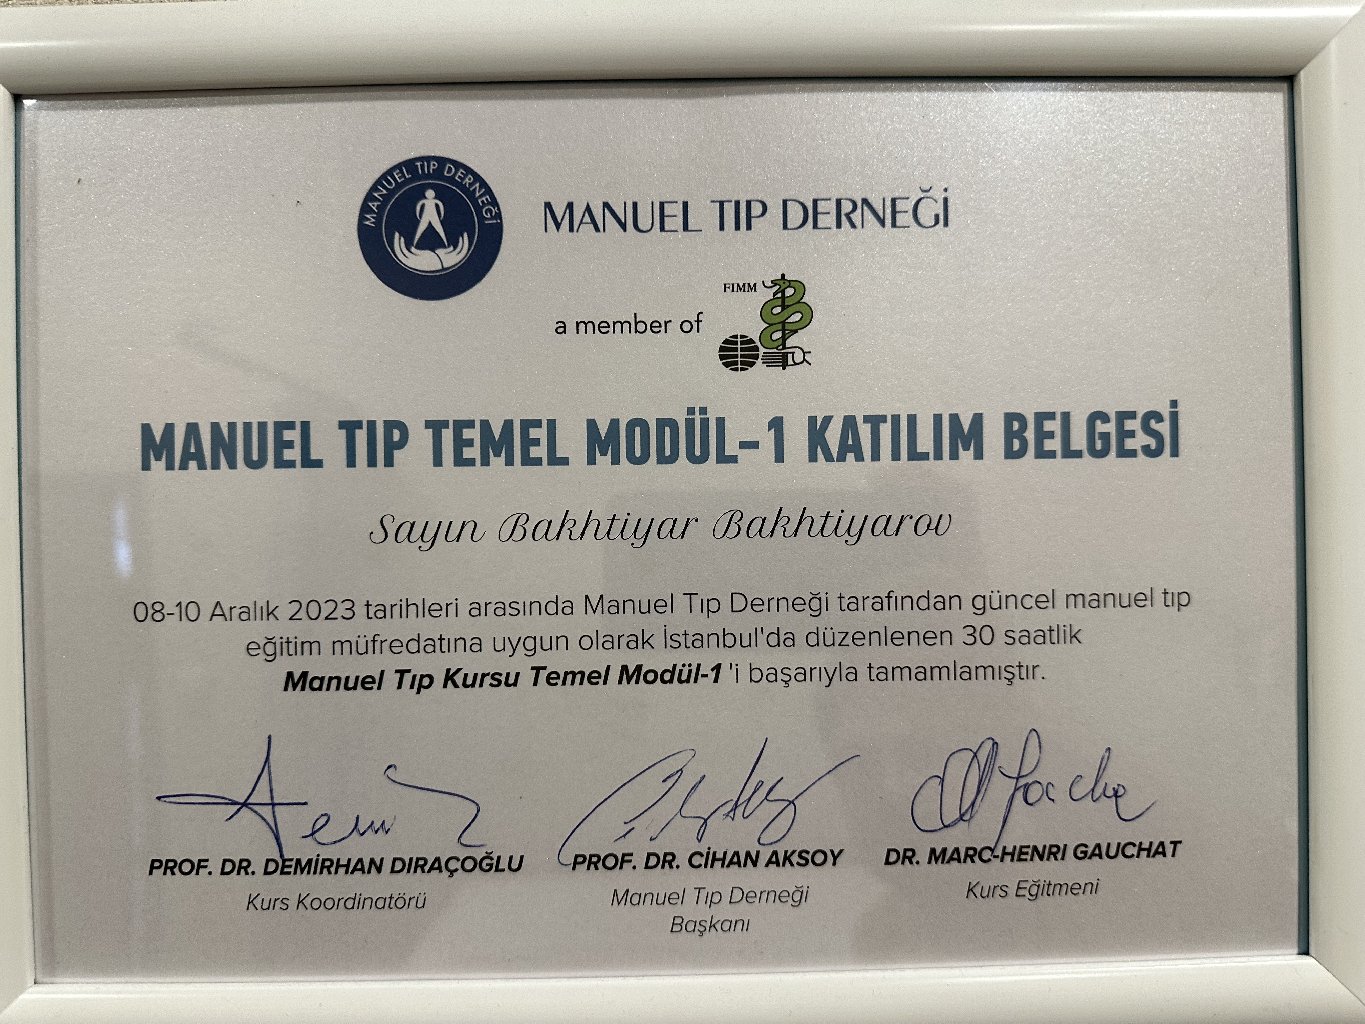 MANUEL TIP DERNEĞİ
MANUEL TIP DERNEĞİ
FIMM
a member of
MANUEL TIP TEMEL MODÜL-1 KATILIM BELGESİ
Sayın Bakhtiyar Bakhtiyarov
08-10 Aralık 2023 tarihleri arasında Manuel Tıp Derneği tarafından güncel manuel tıp
eğitim müfredatına uygun olarak İstanbul'da düzenlenen 30 saatlik
Manuel Tıp Kursu Temel Modül-1 'i başarıyla tamamlamıştır.
PROF. DR. DEMİRHAN DIRAÇOĞLU
Kurs Koordinatörü
PROF. DR. CİHAN AKSOY
Manuel Tıp Derneği
Başkanı
DR. MARC-HENRI GAUCHAT
Kurs Eğitmeni